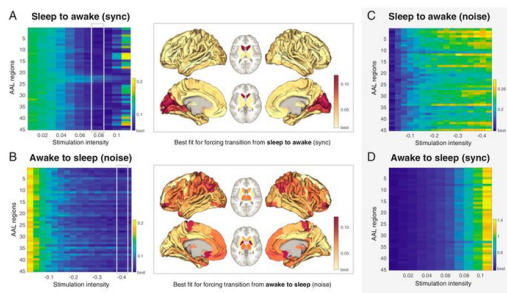 A
Sleep to awake (sync)
AAL regions
5
10
15
20
25
30
35
40
45
0.02 0.04 0.06 0.08 0.1
Stimulation intensity
0.2
0.1
best
0.10
0.05
best
Best fit for forcing transition from sleep to awake (sync)
C
Sleep to awake (noise)
AAL regions
5
10
15
20
25
30
35
40
45
-0.1 -0.2 -0.3 -0.4
Stimulation intensity
0.2
best
B
Awake to sleep (noise)
AAL regions
5
10
15
20
25
30
35
40
45
-0.1 -0.2 -0.3 -0.4
Stimulation intensity
0.2
0.1
best
0.15
best
Best fit for forcing transition from awake to sleep (noise)
D
Awake to sleep (sync)
AAL regions
5
15
25
35
45
0.02 0.04 0.06 0.08 0.1
Stimulation intensity
1
best